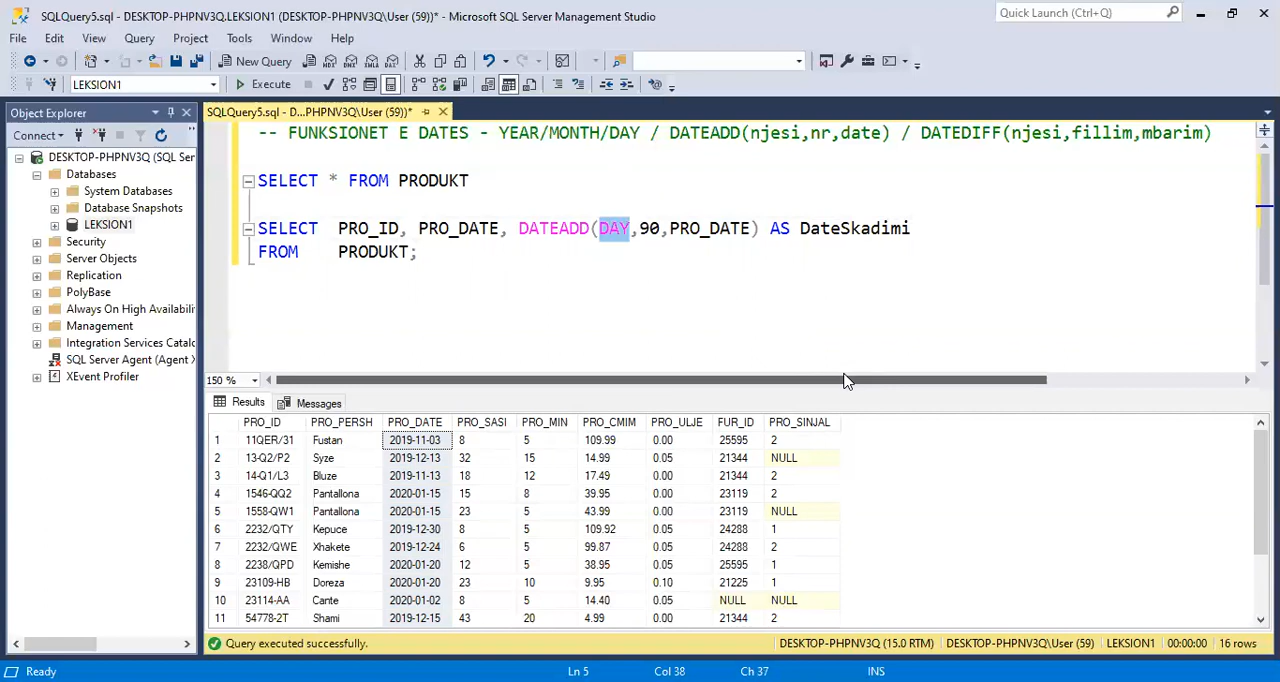 SQLQuery5.sql - DESKTOP-PHPNV3Q.LEKSION1 (DESKTOP-PHPNV3Q\User (59))* - Microsoft SQL Server Management Studio
Quick Launch (Ctrl+Q)
File Edit View Query Project Tools Window Help
New Query
LEKSION1 Execute
Object Explorer
SQLQuery5.sql - D...PHPNV3Q\User (59))*
Connect
DESKTOP-PHPNV3Q (SQL Ser
Databases
System Databases
Database Snapshots
LEKSION1
Security
Server Objects
Replication
PolyBase
Always On High Availabili
Management
Integration Services Catalo
SQL Server Agent (Agent X
XEvent Profiler
-- FUNKSIONET E DATES - YEAR/MONTH/DAY / DATEADD(njesi,nr,date) / DATEDIFF(njesi,fillim,mbarim)
SELECT * FROM PRODUKT
SELECT PRO_ID, PRO_DATE, DATEADD(DAY,90,PRO_DATE) AS DateSkadimi
FROM PRODUKT;
150 %
Results Messages
PRO_ID PRO_PERSH PRO_DATE PRO_SASI PRO_MIN PRO_CMIM PRO_ULJE FUR_ID PRO_SINJAL
1 11QER/31 Fustan 2019-11-03 8 5 109.99 0.00 25595 2
2 13-Q2/P2 Syze 2019-12-13 32 15 14.99 0.05 21344 NULL
3 14-Q1/L3 Bluze 2019-11-13 18 12 17.49 0.00 21344 2
4 1546-QQ2 Pantallona 2020-01-15 15 8 39.95 0.00 23119 2
5 1558-QW1 Pantallona 2020-01-15 23 5 43.99 0.00 23119 NULL
6 2232/QTY Kepuce 2019-12-30 8 5 109.92 0.05 24288 1
7 2232/QWE Xhakete 2019-12-24 6 5 99.87 0.05 24288 2
8 2238/QPD Kemishe 2020-01-20 12 5 38.95 0.05 25595 1
9 23109-HB Doreza 2020-01-20 23 10 9.95 0.10 21225 1
10 23114-AA Cante 2020-01-02 8 5 14.40 0.05 NULL NULL
11 54778-2T Shami 2019-12-15 43 20 4.99 0.00 21344 2
Query executed successfully. DESKTOP-PHPNV3Q (15.0 RTM) DESKTOP-PHPNV3Q\User (59) LEKSION1 00:00:00 16 rows
Ready Ln 5 Col 38 Ch 37 INS